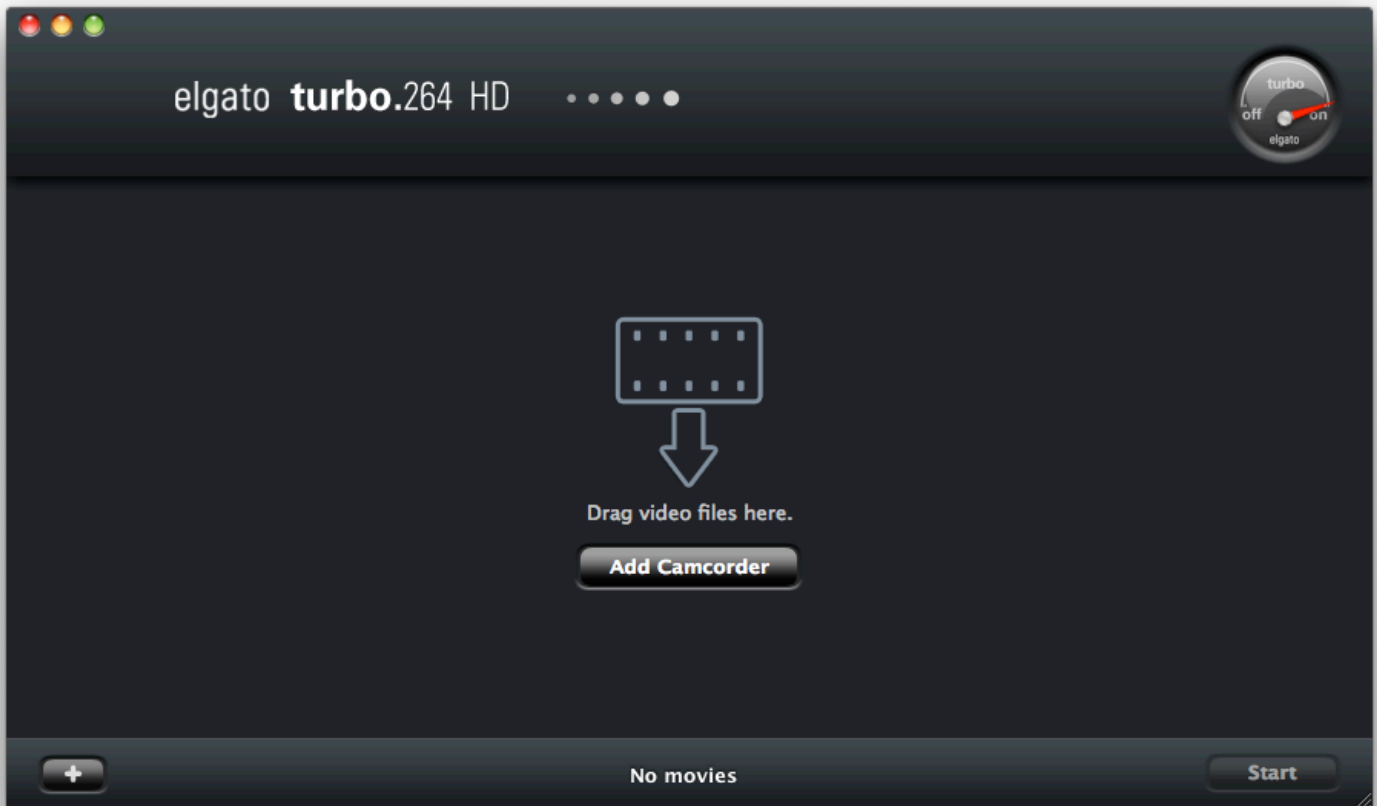 elgato turbo.264 HD
turbo
off on
elgato
Drag video files here.
Add Camcorder
+
No movies
Start